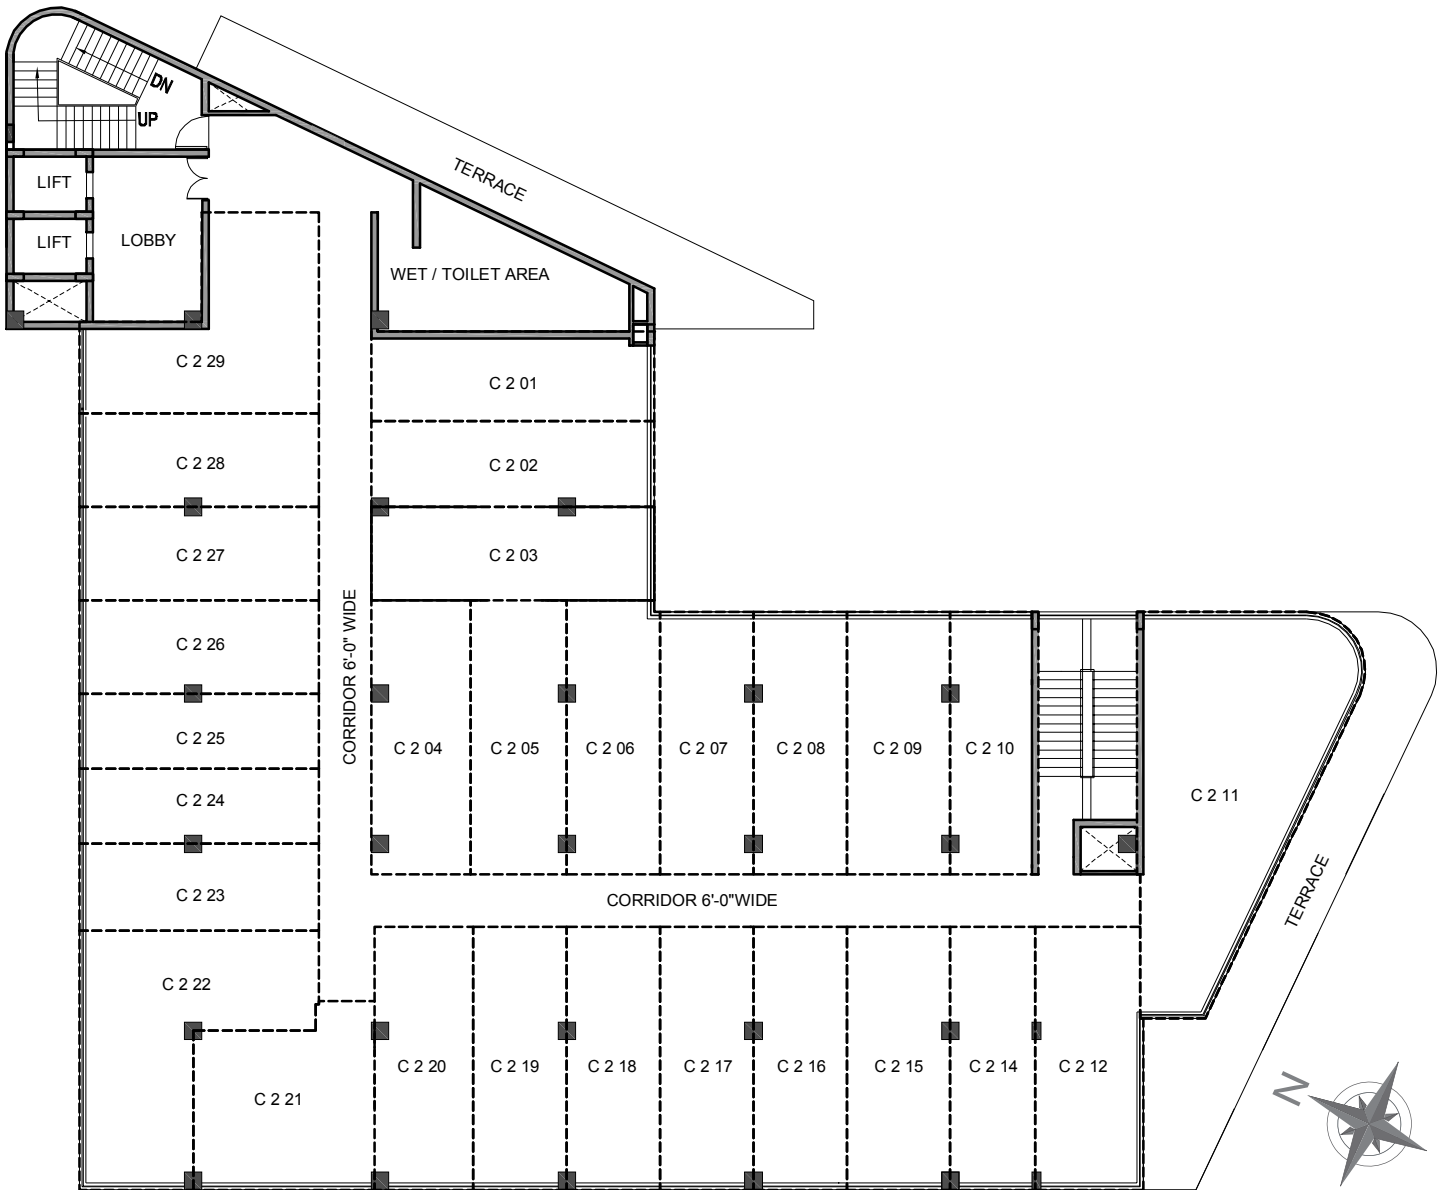 DN
UP
LIFT
LIFT
LOBBY
TERRACE
WET / TOILET AREA
C 2 29
C 2 01
C 2 28
C 2 02
C 2 27
C 2 03
C 2 26
CORRIDOR 6'-0" WIDE
C 2 25
C 2 04
C 2 05
C 2 06
C 2 07
C 2 08
C 2 09
C 2 10
C 2 24
C 2 11
C 2 23
CORRIDOR 6'-0"WIDE
TERRACE
C 2 22
C 2 20
C 2 19
C 2 18
C 2 17
C 2 16
C 2 15
C 2 14
C 2 12
C 2 21
N